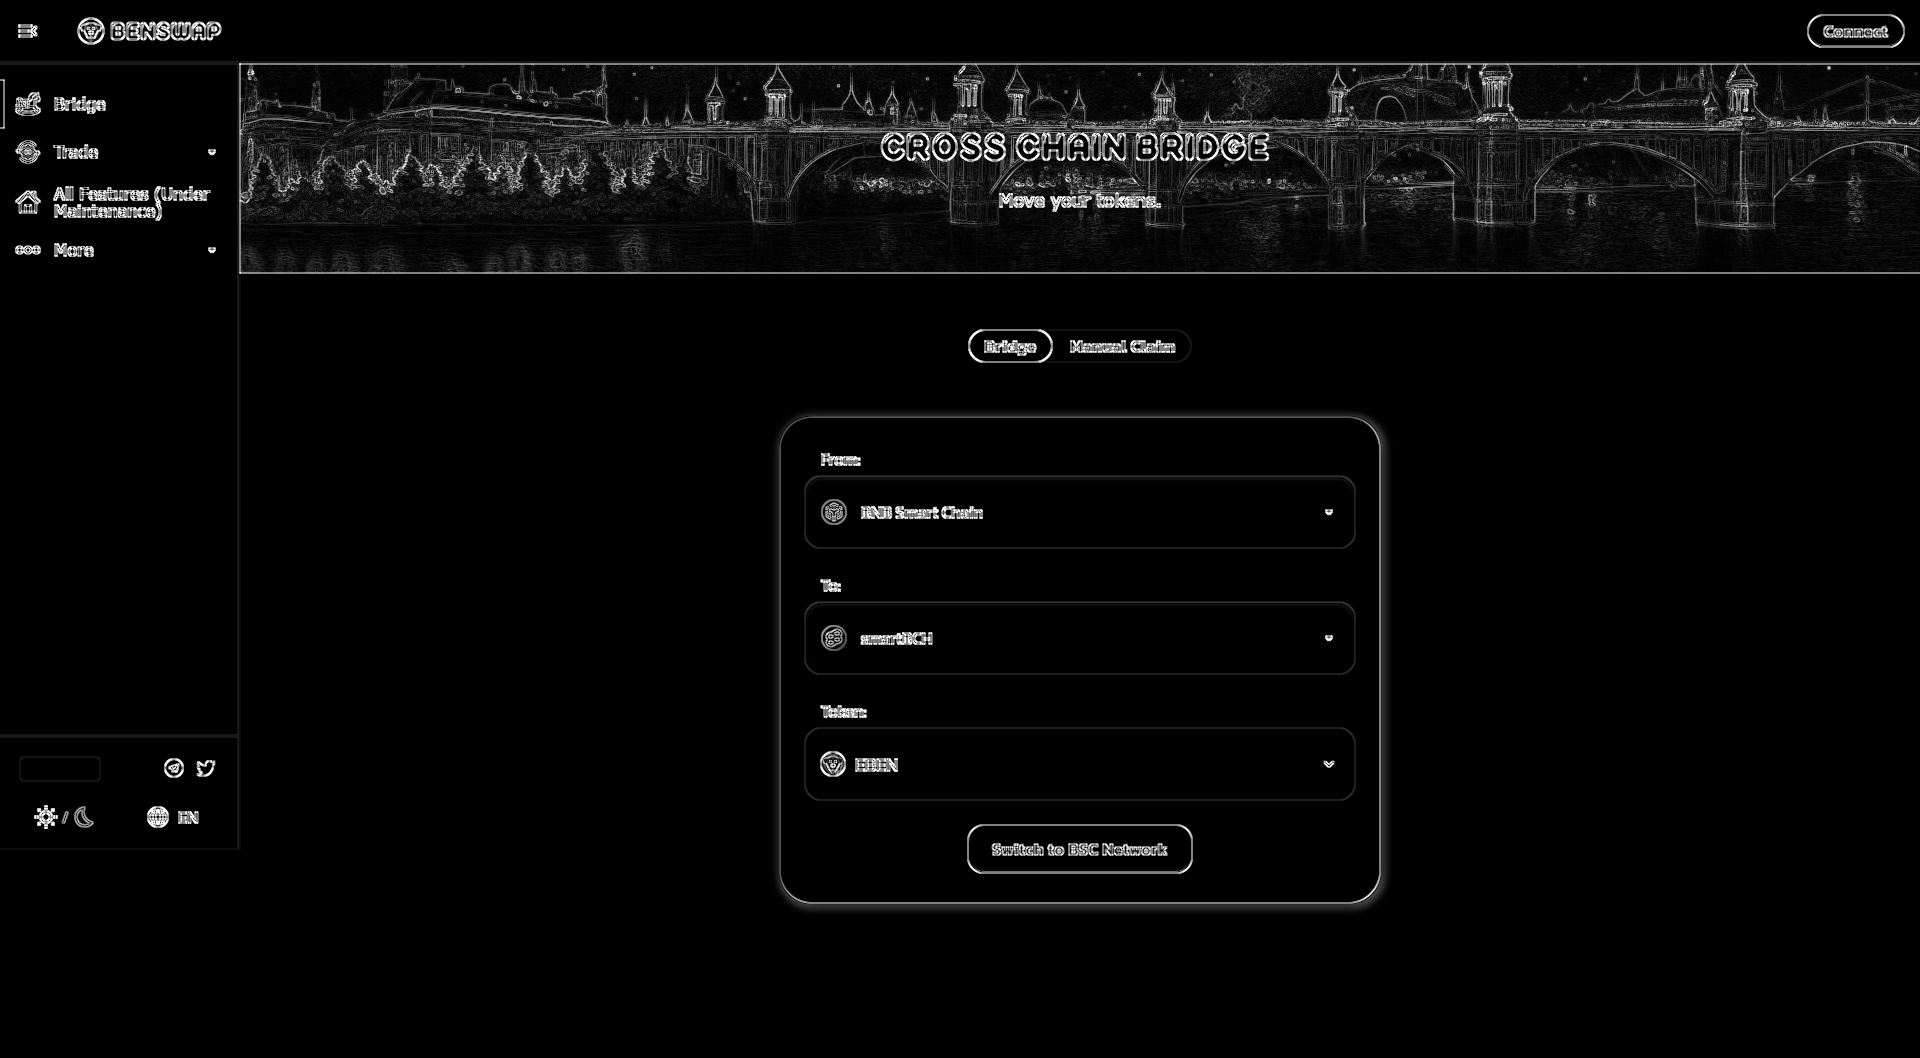 BENSWAP
Connect
Bridge
Trade
All Features (Under
Maintenance)
More
CROSS CHAIN BRIDGE
Move your tokens.
Bridge
Manual Claim
From:
BNB Smart Chain
To:
smartBCH
Token:
EBEN
Switch to BSC Network
/
EN